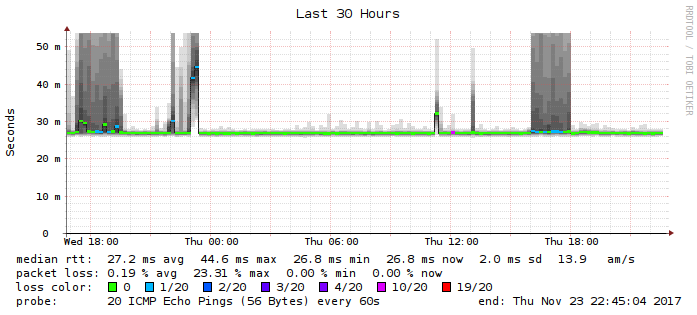 Last 30 Hours
RRDTOOL / TOBI OETIKER
Seconds
50 m
40 m
30 m
20 m
10 m
0
Wed 18:00 Thu 00:00 Thu 06:00 Thu 12:00 Thu 18:00
median rtt: 27.2 ms avg 44.6 ms max 26.8 ms min 26.8 ms now 2.0 ms sd 13.9 am/s
packet loss: 0.19 % avg 23.31 % max 0.00 % min 0.00 % now
loss color: 0 1/20 2/20 3/20 4/20 10/20 19/20
probe: 20 ICMP Echo Pings (56 Bytes) every 60s end: Thu Nov 23 22:45:04 2017